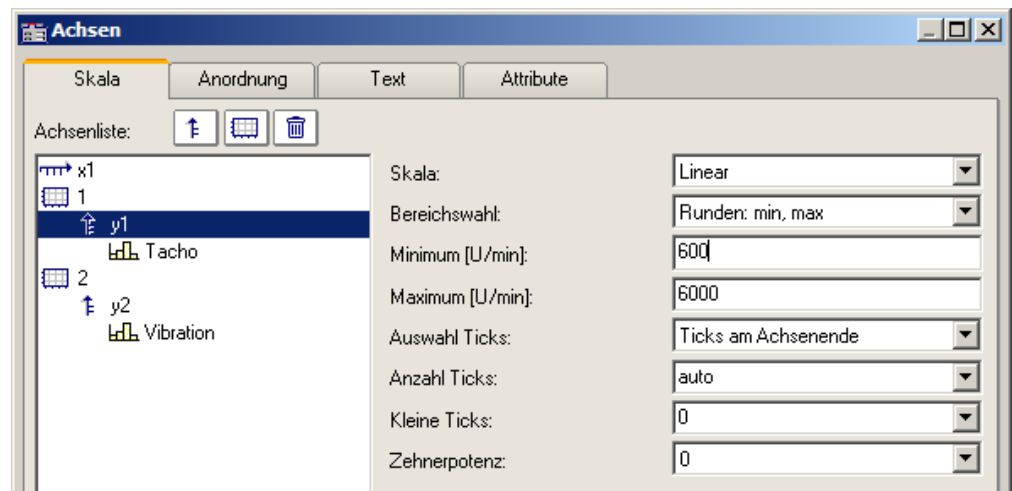 Achsen
Skala Anordnung Text Attribute
Achsenliste:
x1
1
y1
Tacho
2
y2
Vibration
Skala: Linear
Bereichswahl: Runden: min, max
Minimum [U/min]: 600
Maximum [U/min]: 6000
Auswahl Ticks: Ticks am Achsenende
Anzahl Ticks: auto
Kleine Ticks: 0
Zehnerpotenz: 0